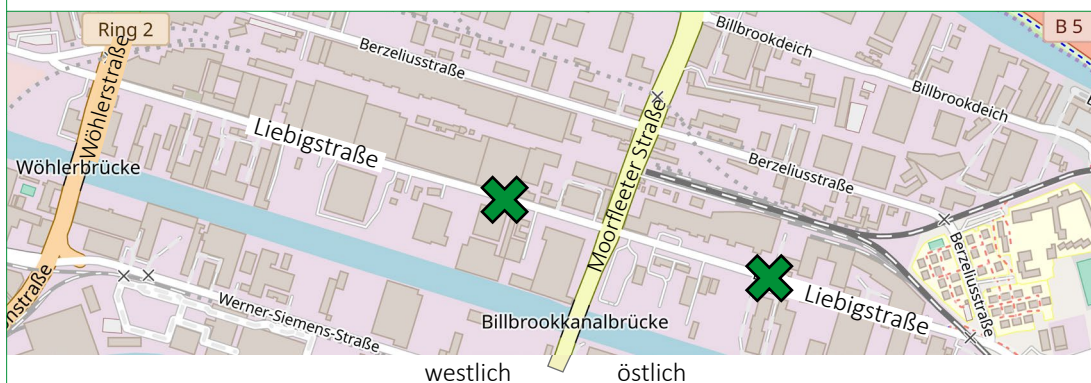 Ring 2
B 5
Billbrookdeich
Berzeliusstraße
Wöhlerstraße
Billbrookdeich
Liebigstraße
Moorfleeter Straße
Berzeliusstraße
Wöhlerbrücke
Berzeliusstraße
nstraße
Werner-Siemens-Straße
Liebigstraße
Billbrookkanalbrücke
westlich
östlich